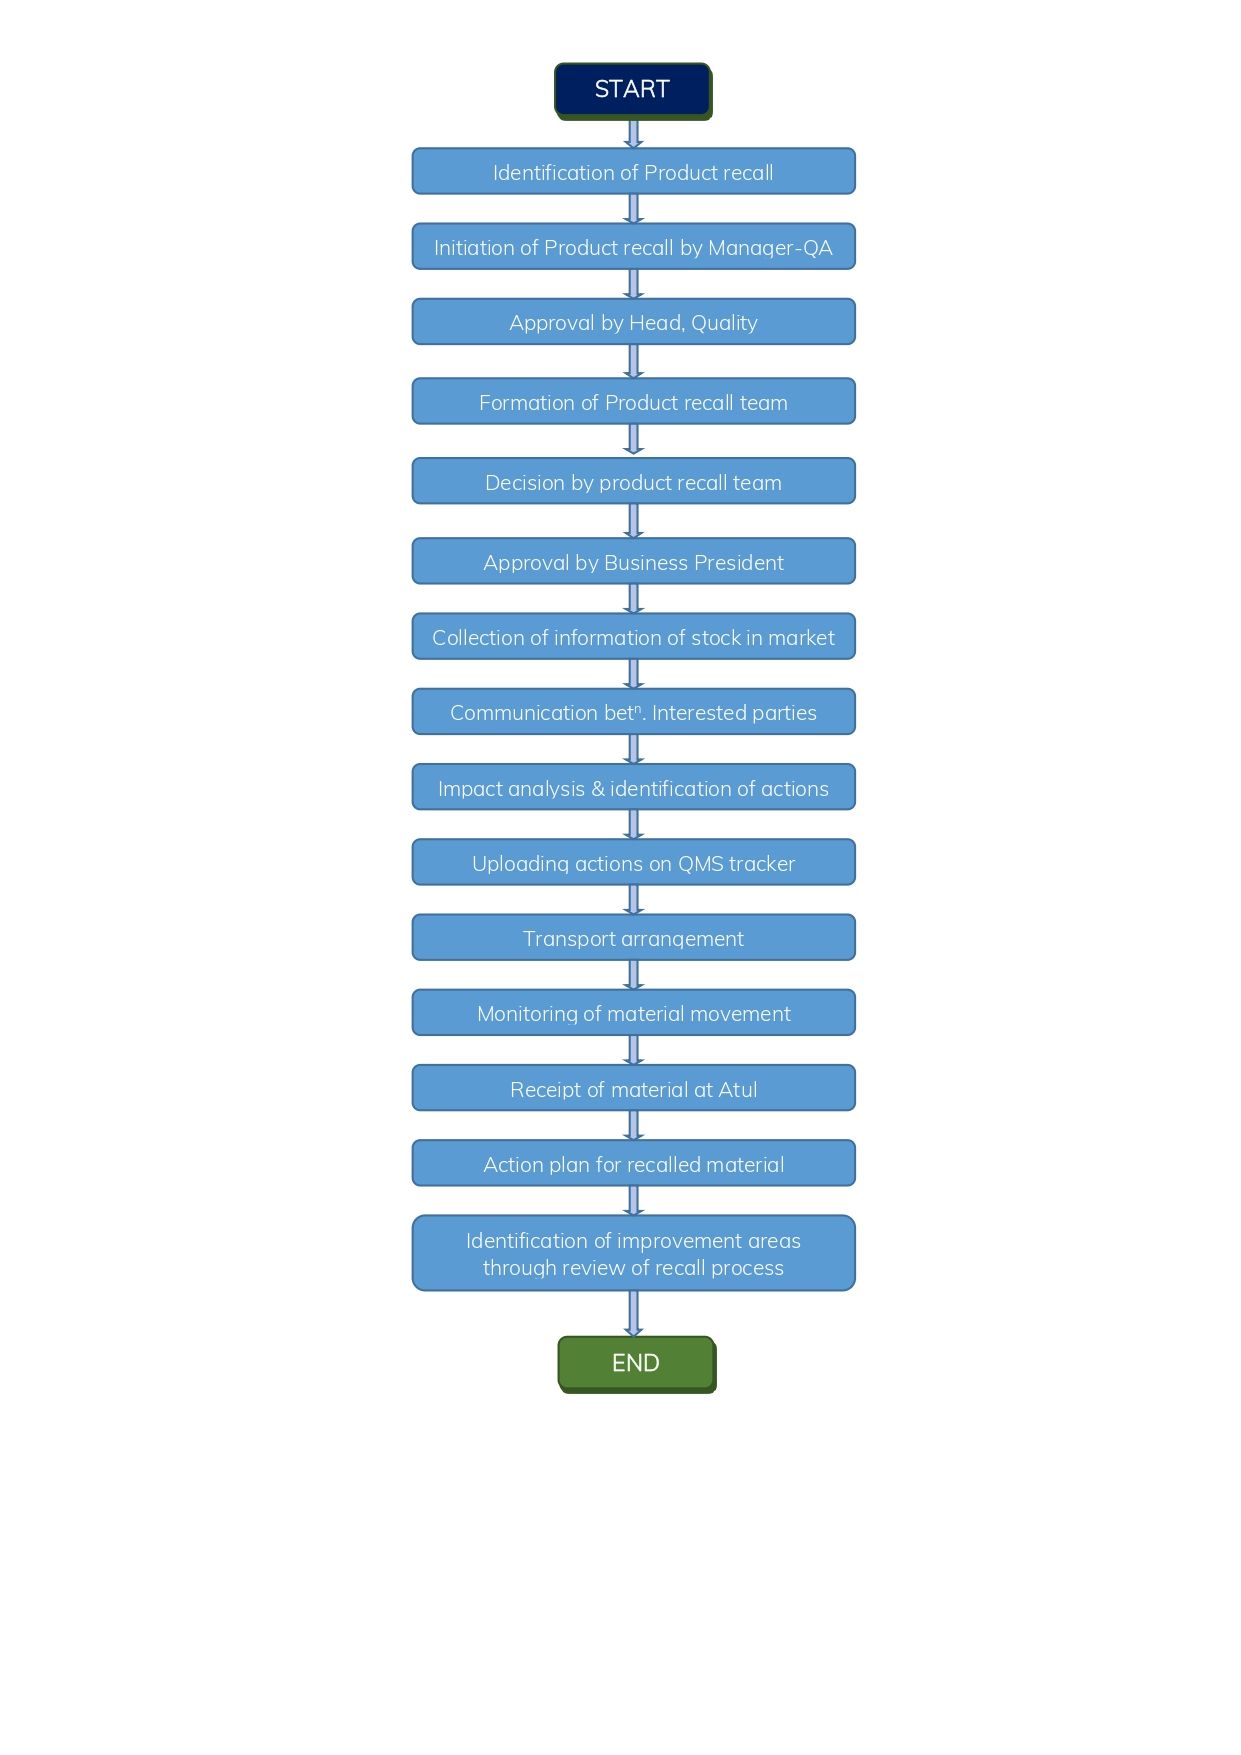 START
Identification of Product recall
Initiation of Product recall by Manager-QA
Approval by Head, Quality
Formation of Product recall team
Decision by product recall team
Approval by Business President
Collection of information of stock in market
Communication betⁿ. Interested parties
Impact analysis & identification of actions
Uploading actions on QMS tracker
Transport arrangement
Monitoring of material movement
Receipt of material at Atul
Action plan for recalled material
Identification of improvement areas
through review of recall process
END